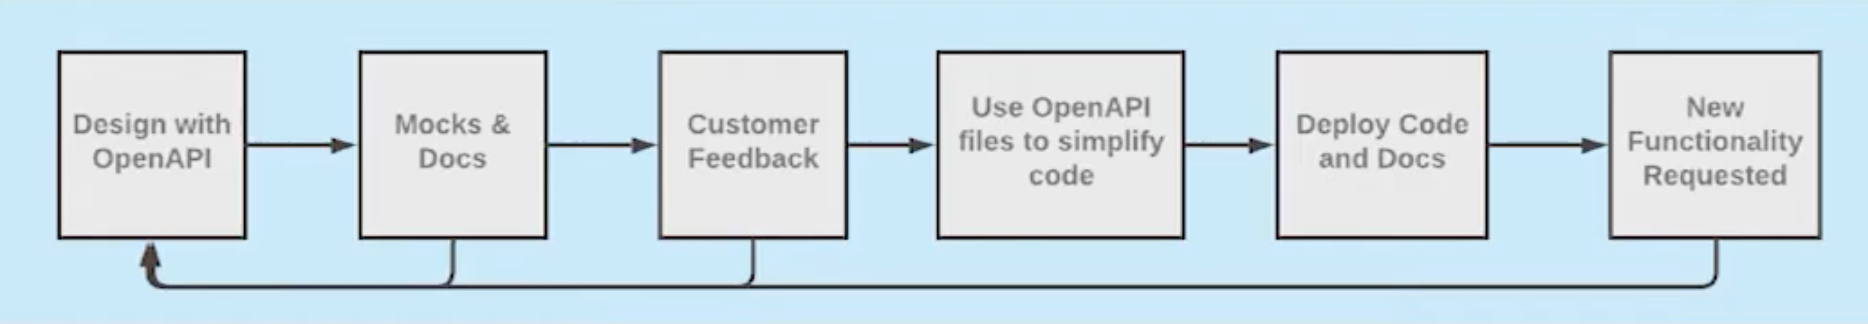 Design with
OpenAPI
Mocks &
Docs
Customer
Feedback
Use OpenAPI
files to simplify
code
Deploy Code
and Docs
New
Functionality
Requested